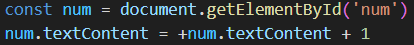 const num = document.getElementById('num')
num.textContent = +num.textContent + 1